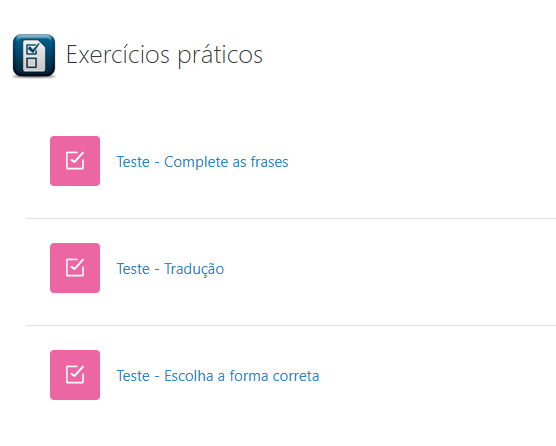 Exercícios práticos
Teste - Complete as frases
Teste - Tradução
Teste - Escolha a forma correta